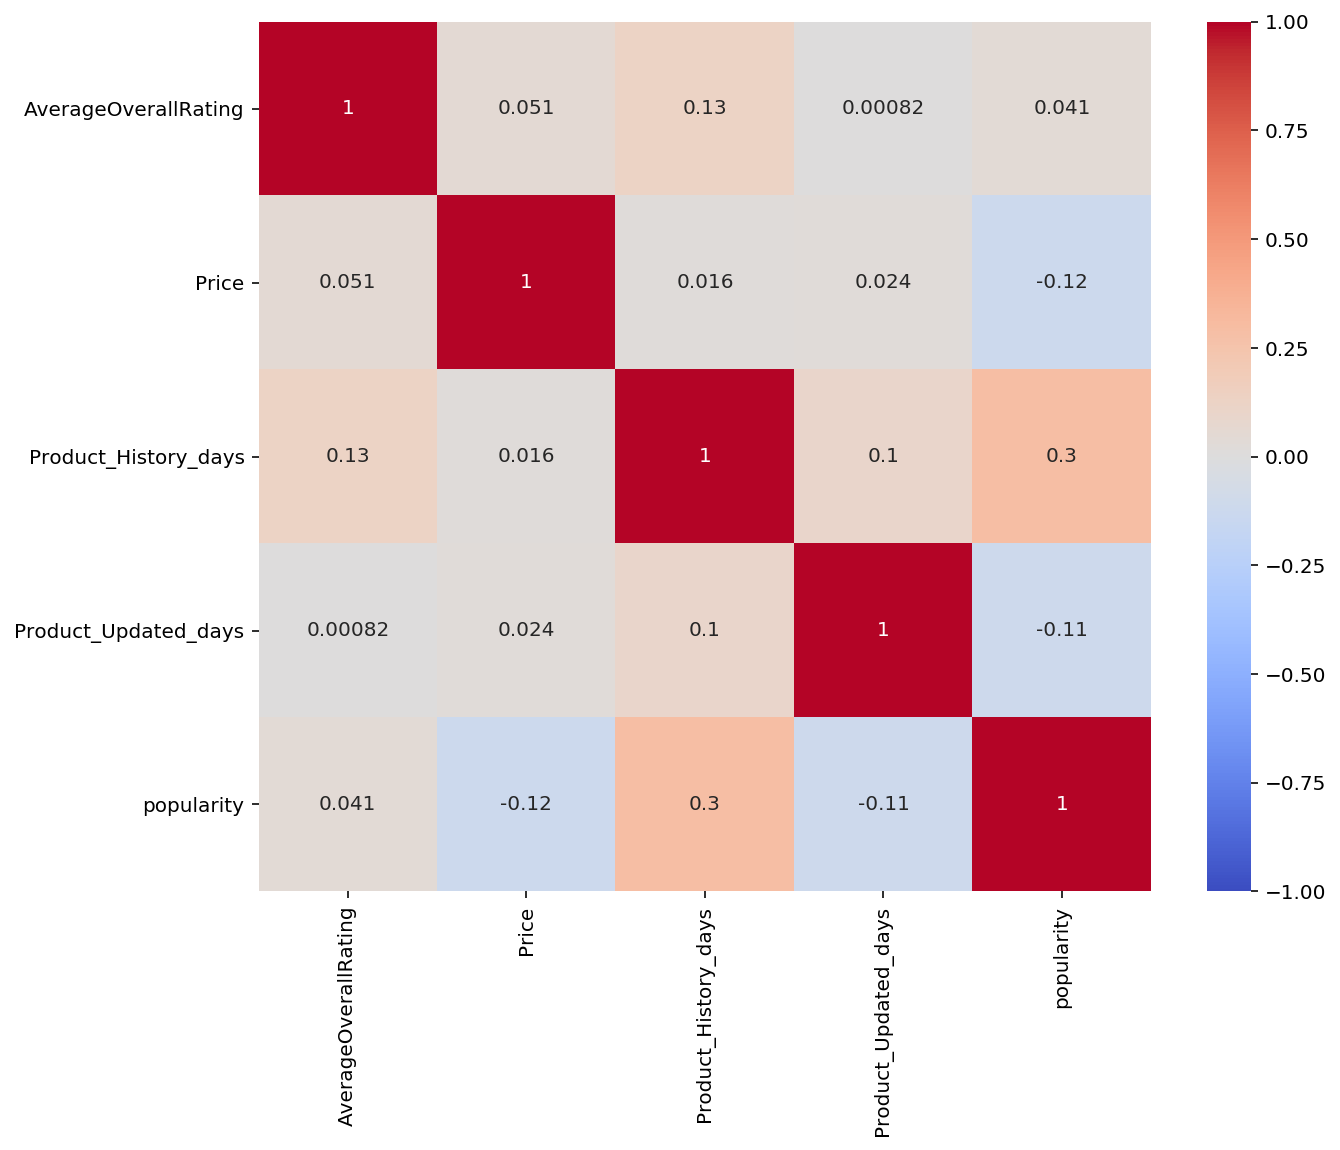 AverageOverallRating 1 0.051 0.13 0.00082 0.041
Price 0.051 1 0.016 0.024 -0.12
Product_History_days 0.13 0.016 1 0.1 0.3
Product_Updated_days 0.00082 0.024 0.1 1 -0.11
popularity 0.041 -0.12 0.3 -0.11 1
AverageOverallRating
Price
Product_History_days
Product_Updated_days
popularity
1.00
0.75
0.50
0.25
0.00
−0.25
−0.50
−0.75
−1.00